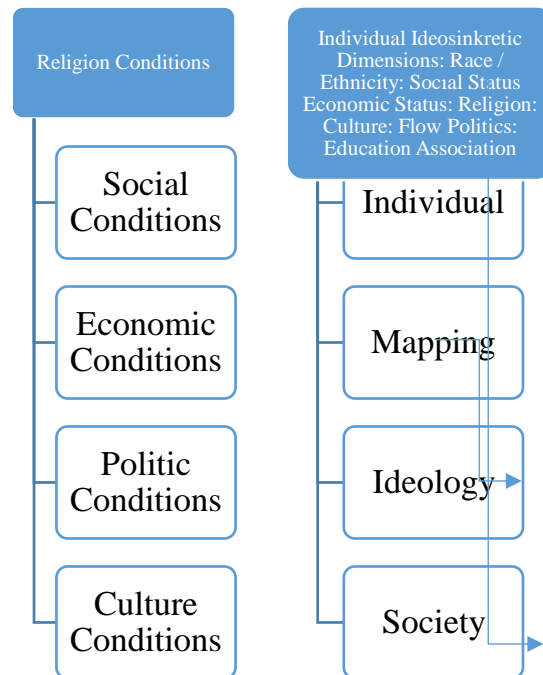 Religion Conditions
Social
Conditions
Economic
Conditions
Politic
Conditions
Culture
Conditions
Individual Ideosinkretic
Dimensions: Race /
Ethnicity: Social Status
Economic Status: Religion:
Culture: Flow Politics:
Education Association
Individual
Mapping
Ideology
Society